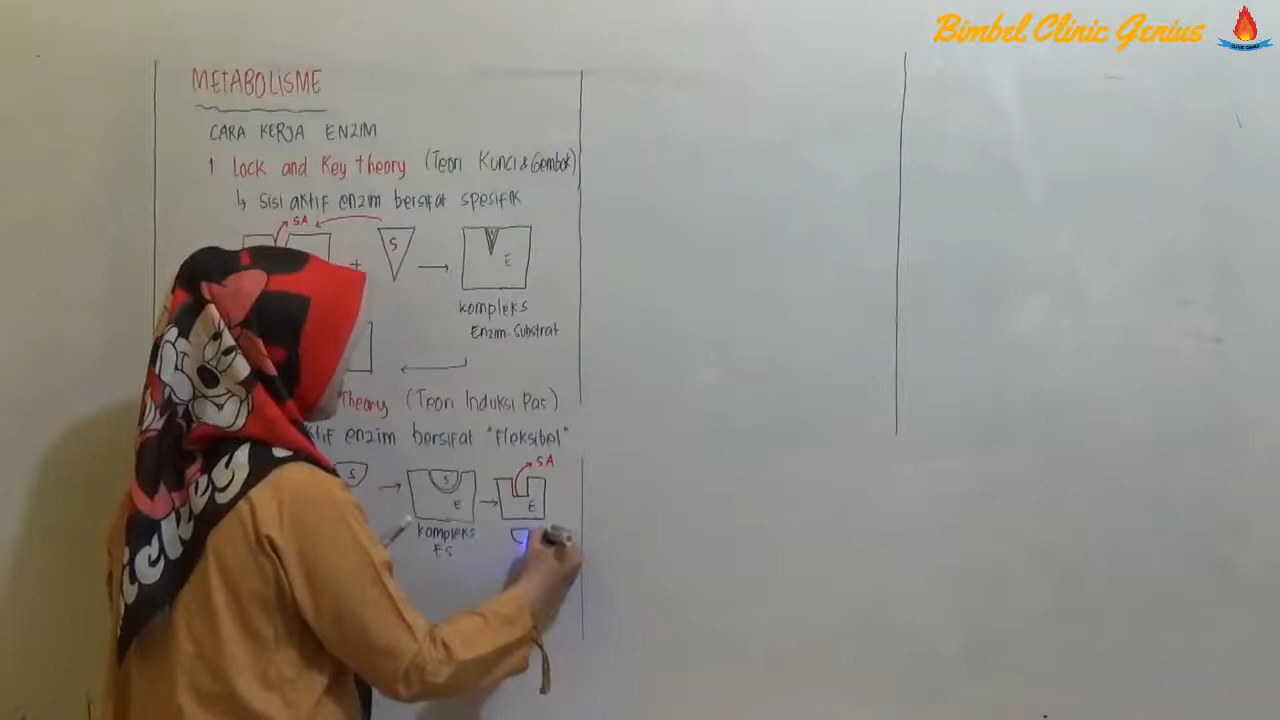 Bimbel Clinic Genius
METABOLISME
CARA KERJA ENZIM
1 Lock and Key Theory (Teori Kunci & Gembok)
↳ Sisi aktif enzim bersifat spesifik
SA
+ S → E
kompleks
Enzim-Substrat
Theory (Teori Induksi Pas)
enzim bersifat "fleksibel"
SA
S → S E → E
kompleks
ES